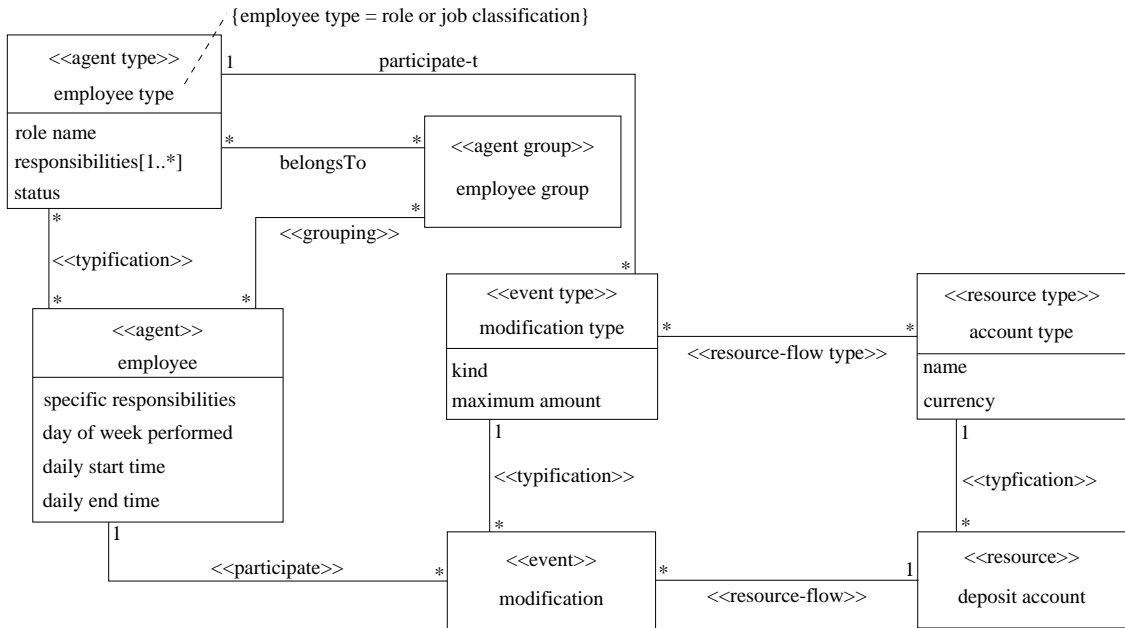 {employee type = role or job classification}
<<agent type>>
employee type
role name
responsibilities[1..*]
status
1
participate-t
*
*
belongsTo
<<agent group>>
employee group
*
*
<<grouping>>
*
<<typification>>
*
*
<<agent>>
employee
specific responsibilities
day of week performed
daily start time
daily end time
<<event type>>
modification type
kind
maximum amount
*
*
<<resource-flow type>>
<<resource type>>
account type
name
currency
1
<<typification>>
*
1
<<typfication>>
*
1
<<participate>>
*
<<event>>
modification
*
1
<<resource-flow>>
<<resource>>
deposit account